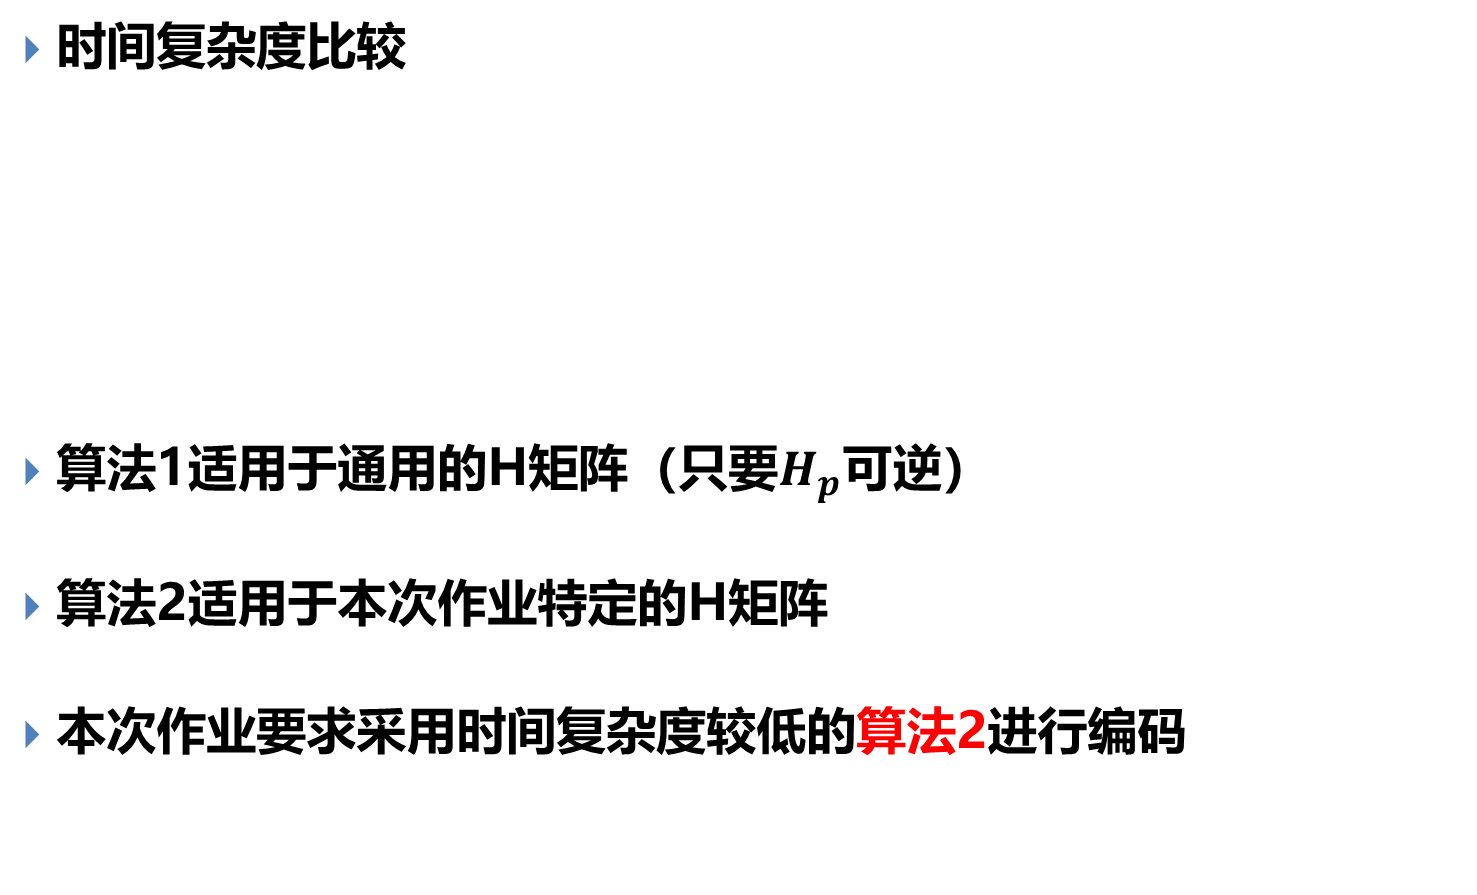 时间复杂度比较
算法1适用于通用的H矩阵（只要𝑯𝒑可逆）
算法2适用于本次作业特定的H矩阵
本次作业要求采用时间复杂度较低的算法2进行编码